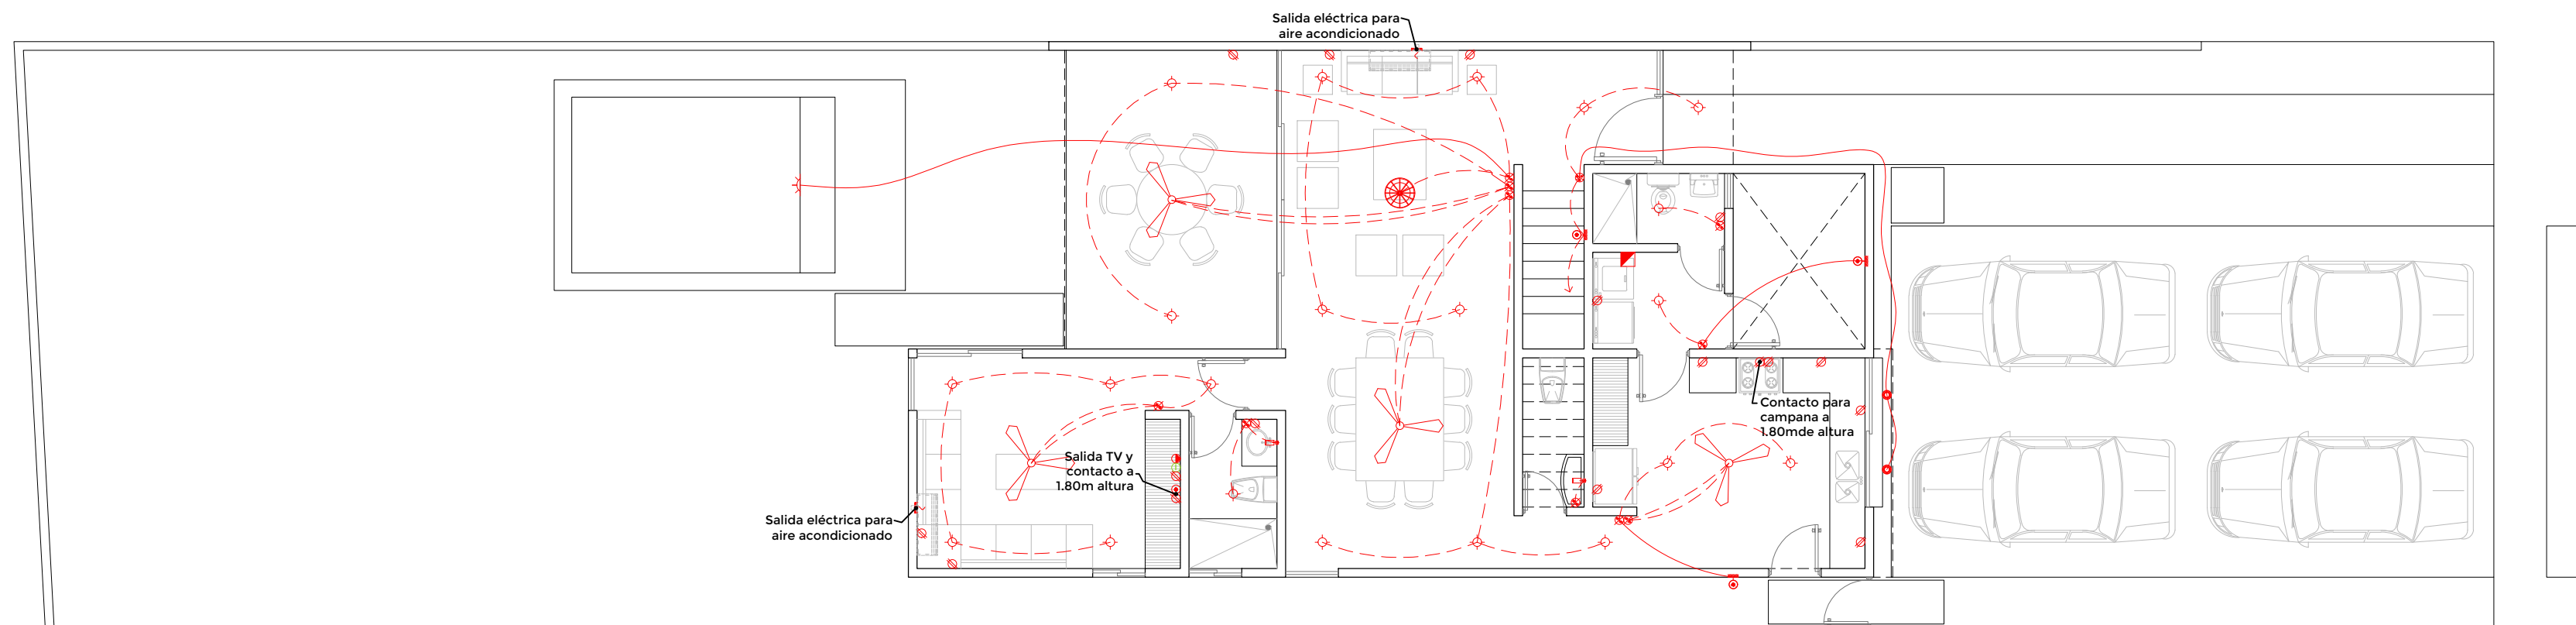 Salida eléctrica para
aire acondicionado
Contacto para
campana a
1.80mde altura
Salida TV y
contacto a
1.80m altura
Salida eléctrica para
aire acondicionado